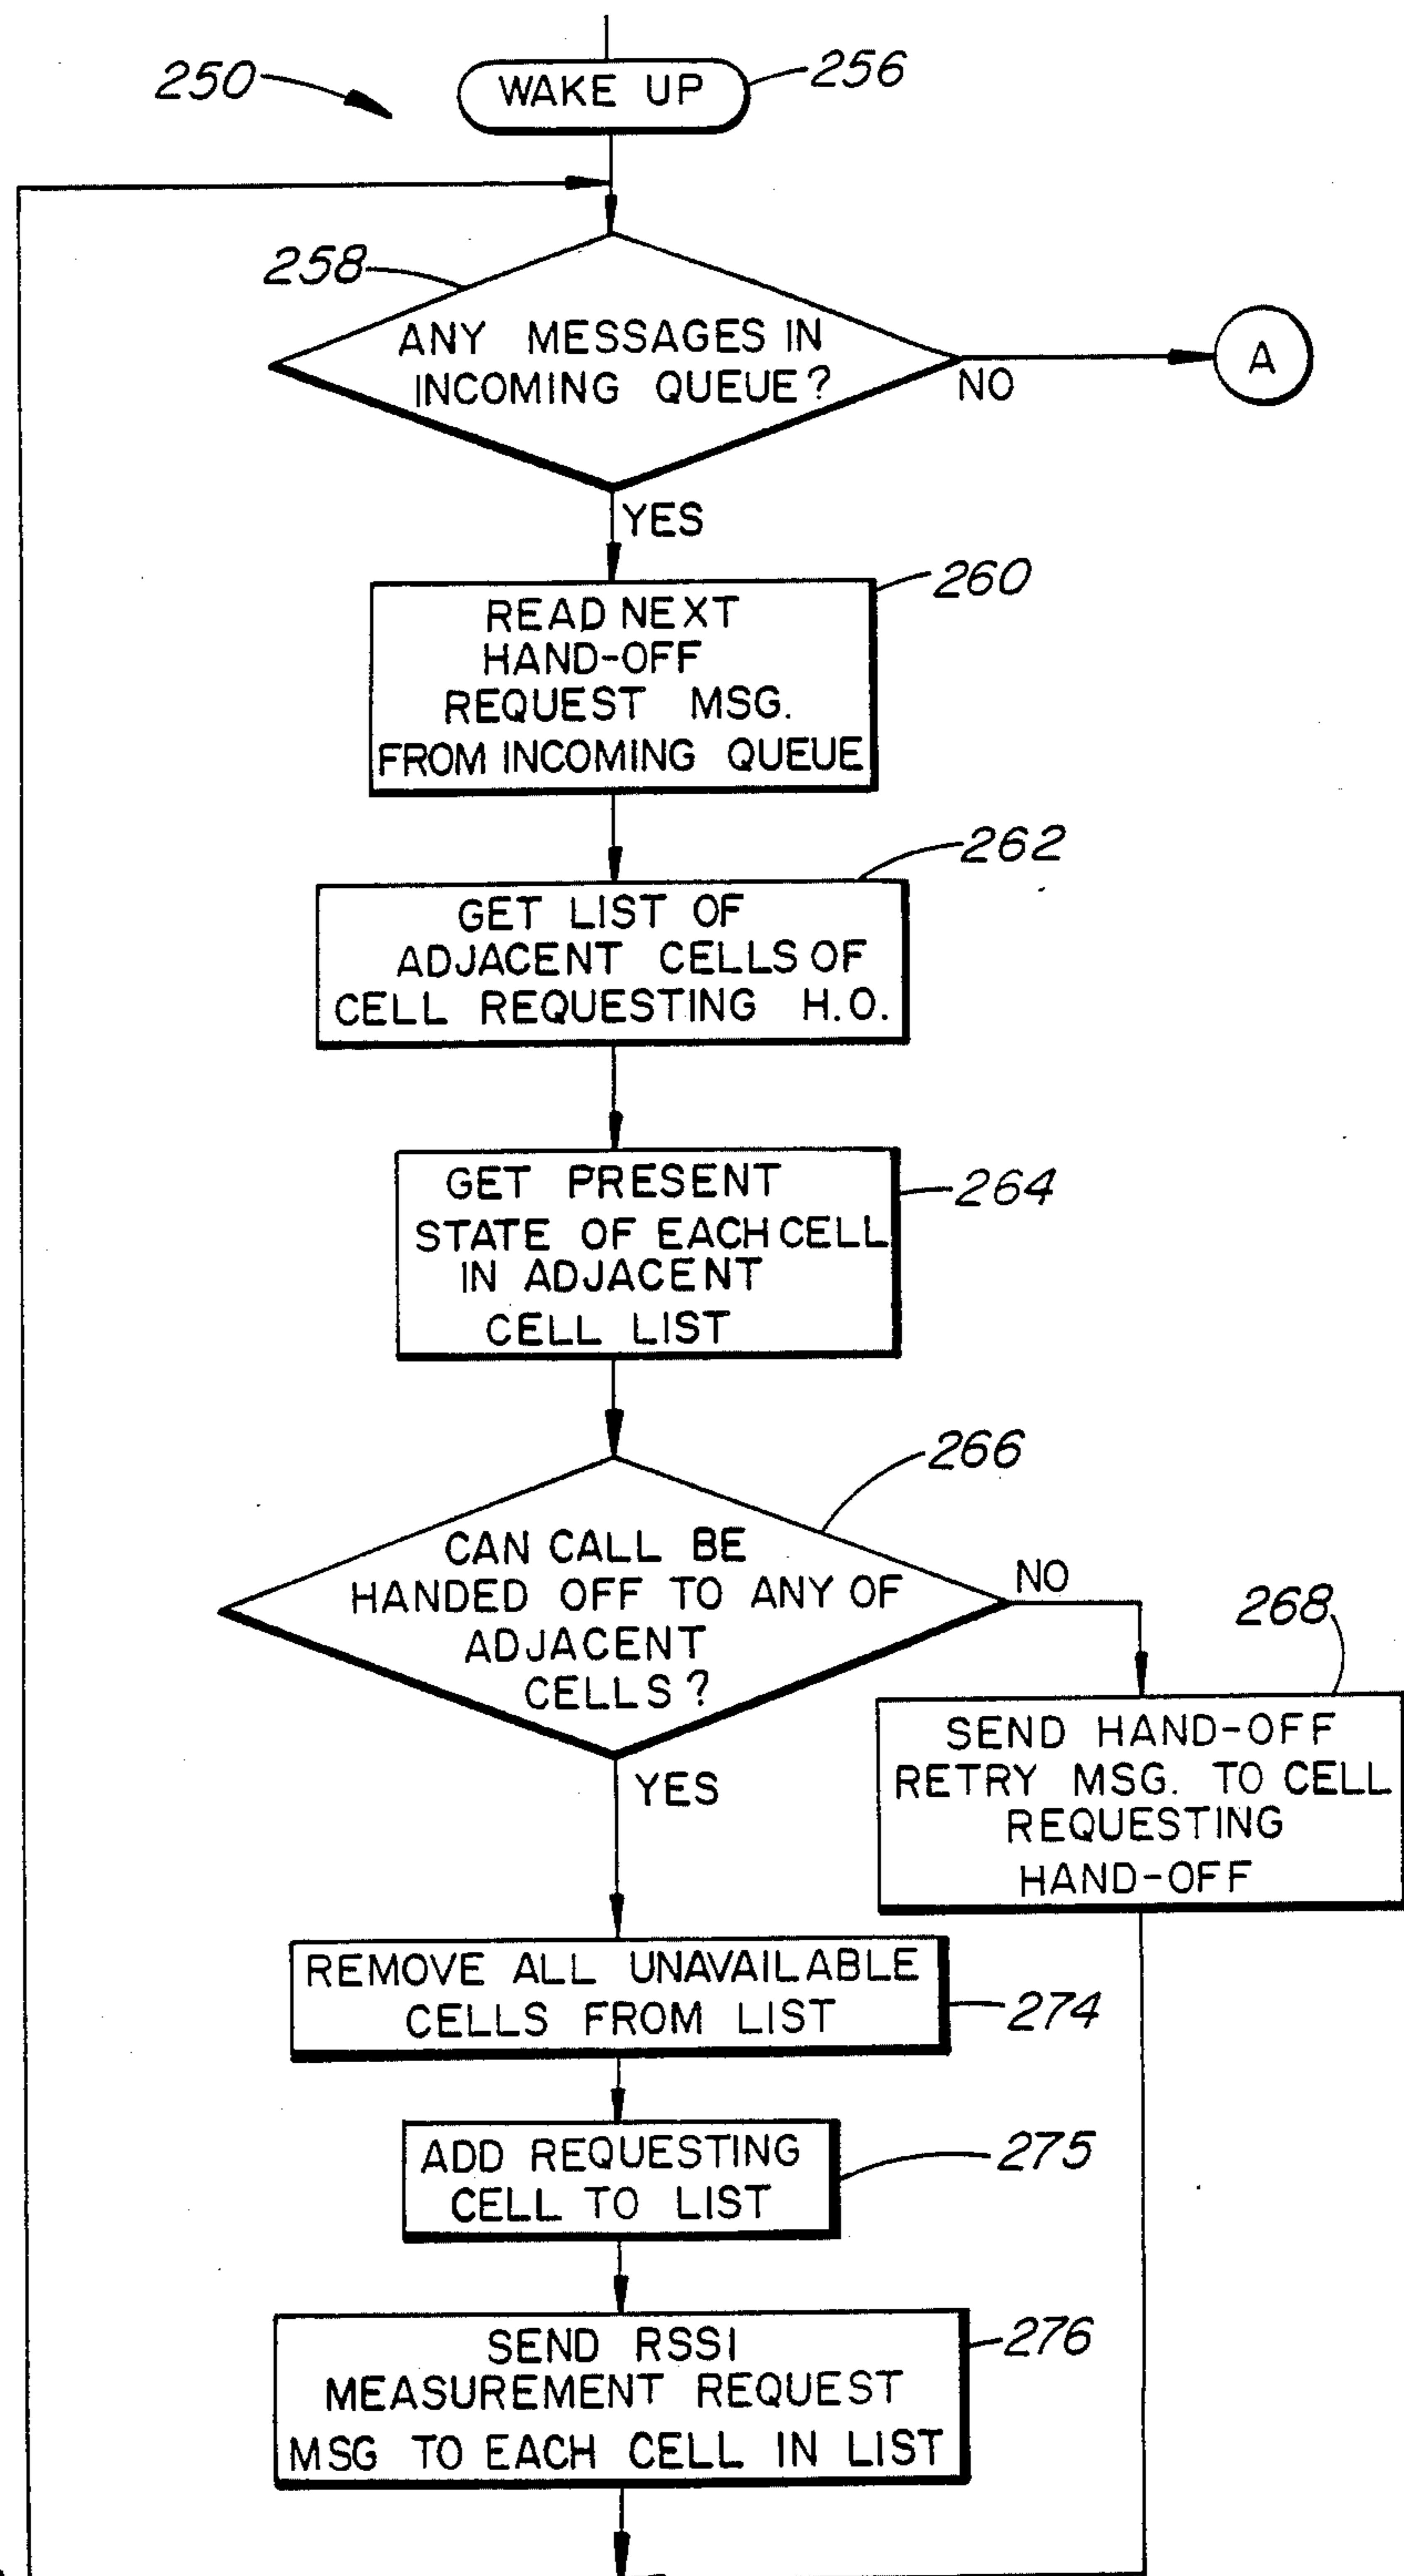 250
WAKE UP
256
258
ANY MESSAGES IN
INCOMING QUEUE?
NO
A
YES
260
READ NEXT
HAND-OFF
REQUEST MSG.
FROM INCOMING QUEUE
262
GET LIST OF
ADJACENT CELLS OF
CELL REQUESTING H.O.
264
GET PRESENT
STATE OF EACH CELL
IN ADJACENT
CELL LIST
266
CAN CALL BE
HANDED OFF TO ANY OF
ADJACENT
CELLS?
NO
268
SEND HAND-OFF
RETRY MSG. TO CELL
REQUESTING
HAND-OFF
YES
REMOVE ALL UNAVAILABLE
CELLS FROM LIST
274
ADD REQUESTING
CELL TO LIST
275
SEND RSSI
MEASUREMENT REQUEST
MSG TO EACH CELL IN LIST
276